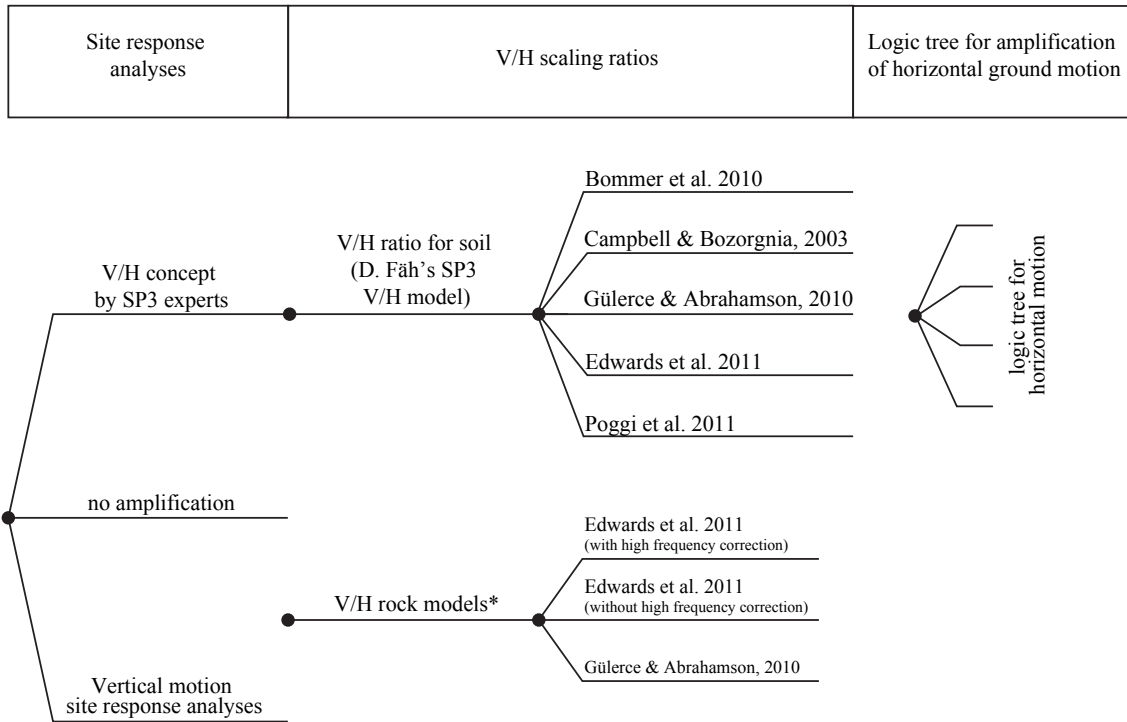 Site response
analyses
V/H scaling ratios
Logic tree for amplification
of horizontal ground motion
V/H concept
by SP3 experts
V/H ratio for soil
(D. Fäh's SP3
V/H model)
Bommer et al. 2010
Campbell & Bozorgnia, 2003
Gülerce & Abrahamson, 2010
Edwards et al. 2011
Poggi et al. 2011
logic tree for
horizontal motion
no amplification
V/H rock models*
Edwards et al. 2011
(with high frequency correction)
Edwards et al. 2011
(without high frequency correction)
Gülerce & Abrahamson, 2010
Vertical motion
site response analyses